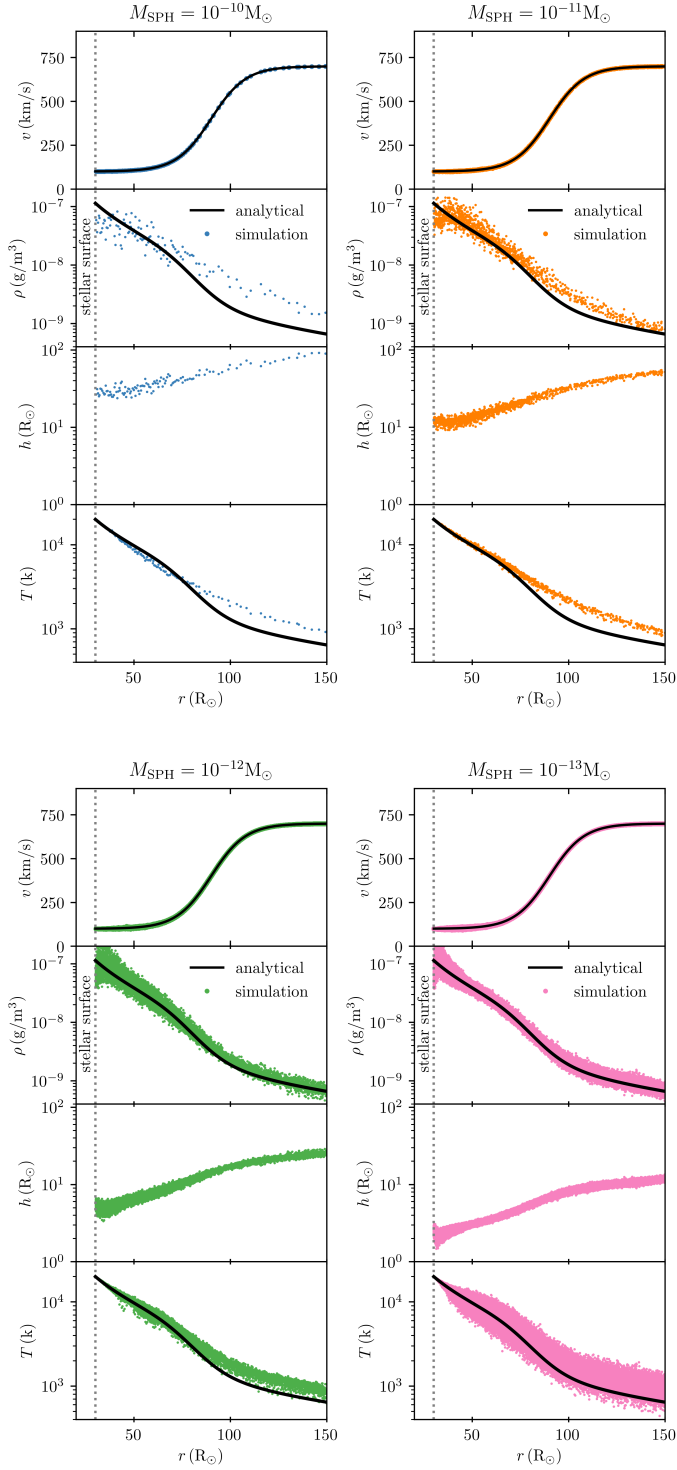 M_SPH = 10^−10 M_⊙
750
500
250
0
v (km/s)
10^−7
10^−8
10^−9
ρ (g/m^3)
stellar surface
analytical
simulation
10^2
10^1
10^0
h (R_⊙)
10^4
10^3
T (k)
50
100
150
r (R_⊙)
M_SPH = 10^−11 M_⊙
750
500
250
0
v (km/s)
10^−7
10^−8
10^−9
ρ (g/m^3)
stellar surface
analytical
simulation
10^2
10^1
10^0
h (R_⊙)
10^4
10^3
T (k)
50
100
150
r (R_⊙)
M_SPH = 10^−12 M_⊙
750
500
250
0
v (km/s)
10^−7
10^−8
10^−9
ρ (g/m^3)
stellar surface
analytical
simulation
10^2
10^1
10^0
h (R_⊙)
10^4
10^3
T (k)
50
100
150
r (R_⊙)
M_SPH = 10^−13 M_⊙
750
500
250
0
v (km/s)
10^−7
10^−8
10^−9
ρ (g/m^3)
stellar surface
analytical
simulation
10^2
10^1
10^0
h (R_⊙)
10^4
10^3
T (k)
50
100
150
r (R_⊙)